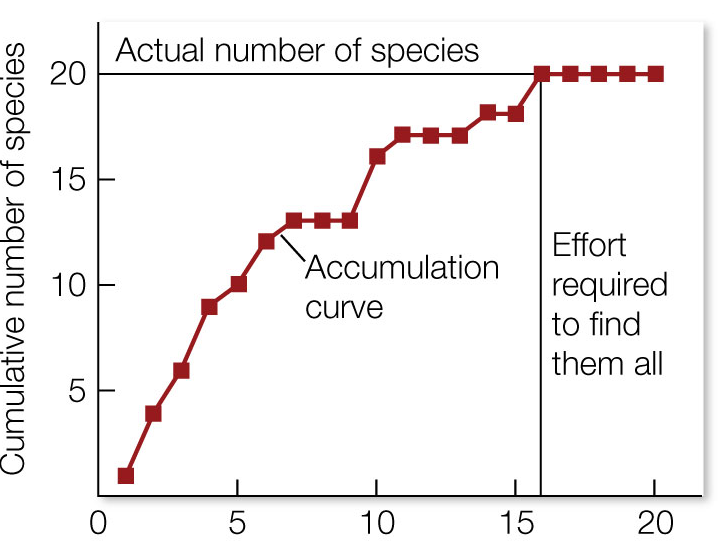 Cumulative number of species
Actual number of species
20
15
10
5
Accumulation
curve
Effort
required
to find
them all
0 5 10 15 20